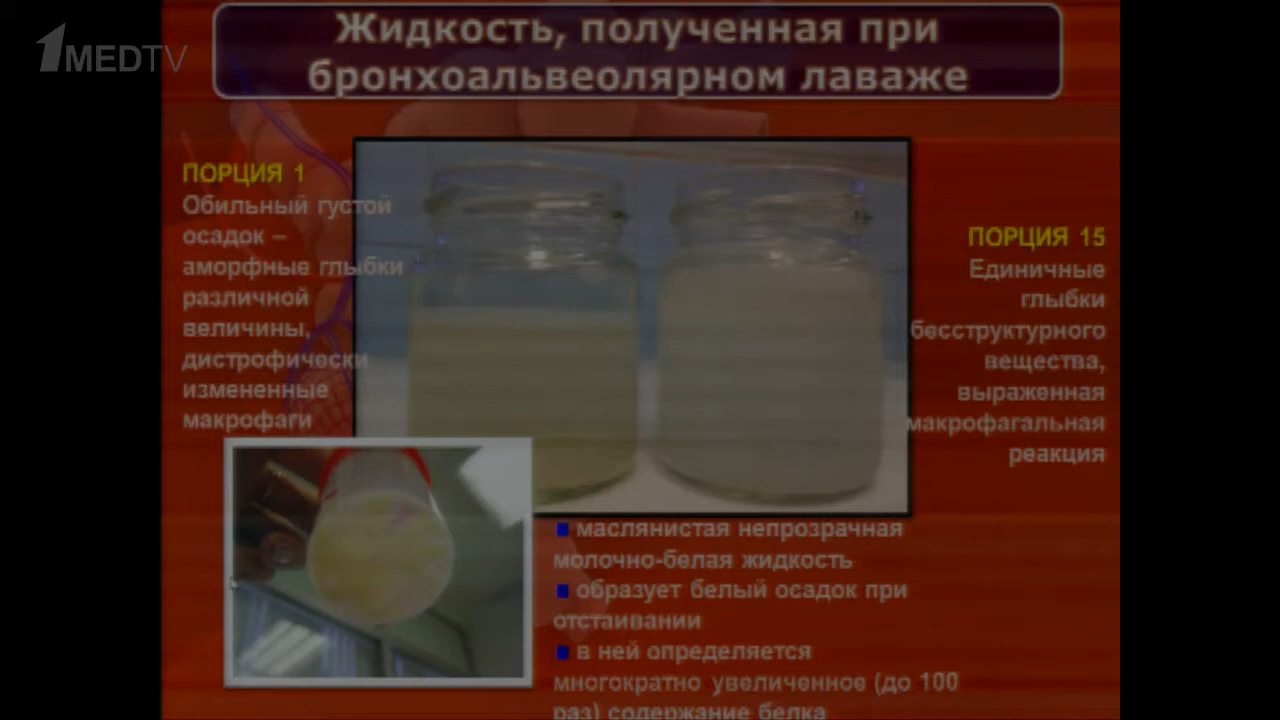 1MEDTV
Жидкость, полученная при
бронхоальвеолярном лаваже
ПОРЦИЯ 1
Обильный густой
осадок –
аморфные глыбки
различной
величины,
дистрофически
измененные
макрофаги
ПОРЦИЯ 15
Единичные
глыбки
бесструктурного
вещества,
выраженная
макрофагальная
реакция
маслянистая непрозрачная
молочно-белая жидкость
образует белый осадок при
отстаивании
в ней определяется
многократно увеличенное (до 100
раз) содержание белка